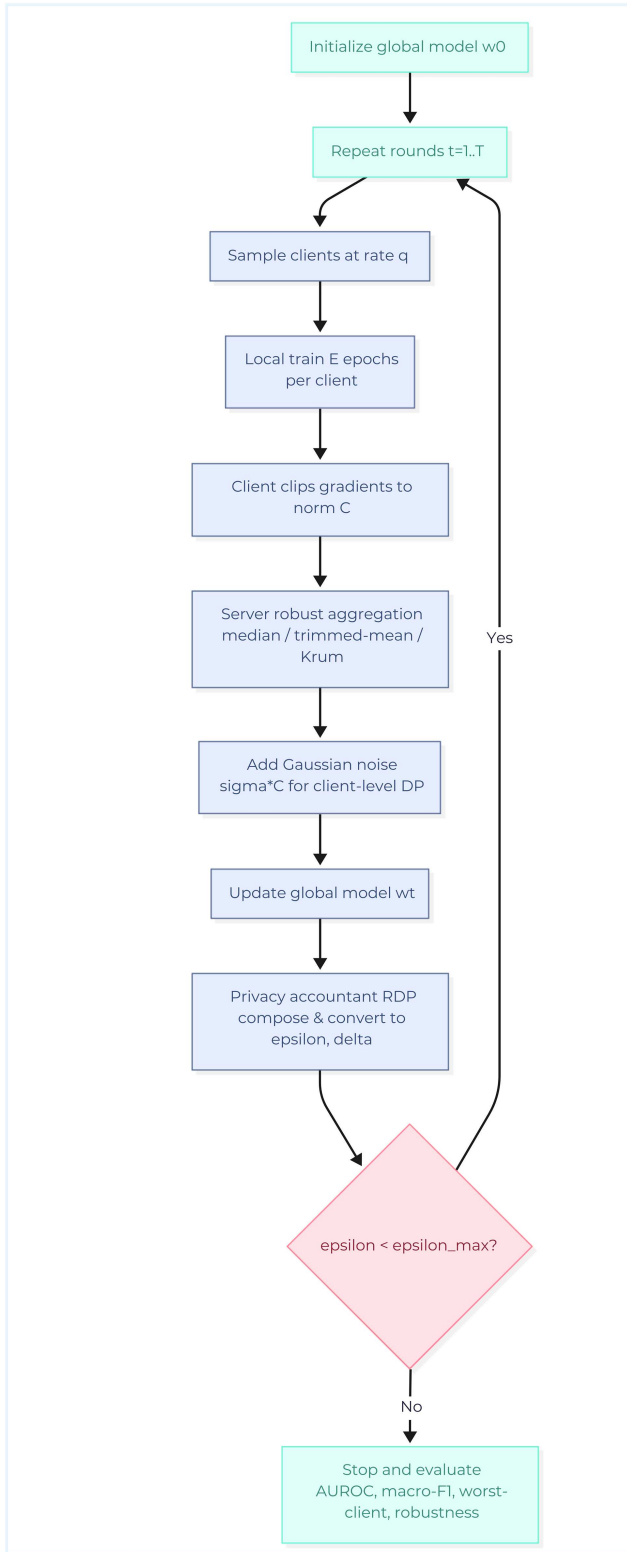 Initialize global model w0
Repeat rounds t=1..T
Sample clients at rate q
Local train E epochs
per client
Client clips gradients to
norm C
Server robust aggregation
median / trimmed-mean /
Krum
Yes
Add Gaussian noise
sigma*C for client-level DP
Update global model wt
Privacy accountant RDP
compose & convert to
epsilon, delta
epsilon < epsilon_max?
No
Stop and evaluate
AUROC, macro-F1, worst-
client, robustness